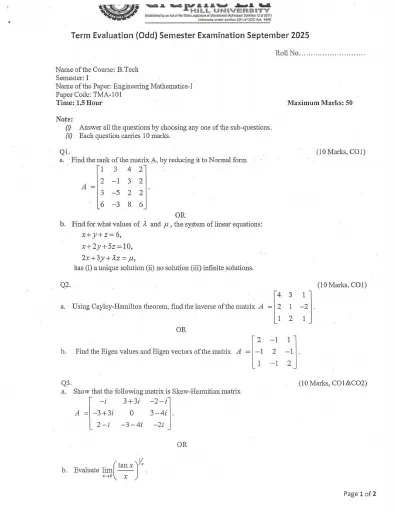 HILL UNIVERSITY
Term Evaluation (Odd) Semester Examination September 2025
Roll No.............................
Name of the Course: B.Tech
Semester: I
Name of the Paper: Engineering Mathematics-I
Paper Code: TMA-101
Time: 1.5 Hour Maximum Marks: 50
Note:
(i) Answer all the questions by choosing any one of the sub-questions.
(ii) Each question carries 10 marks.
Q1. (10 Marks, CO1)
a. Find the rank of the matrix A, by reducing it to Normal form.
A = [1 3 4 2
2 −1 3 2
3 −5 2 2
6 −3 8 6].
OR
b. Find for what values of λ and μ, the system of linear equations:
x+y+z=6,
x+2y+5z=10,
2x+3y+λz=μ,
has (i) a unique solution (ii) no solution (iii) infinite solutions.
Q2. (10 Marks, CO1)
a. Using Cayley-Hamilton theorem, find the inverse of the matrix A = [4 3 1
2 1 −2
1 2 1].
OR
b. Find the Eigen values and Eigen vectors of the matrix A = [2 −1 1
−1 2 −1
1 −1 2].
Q3. (10 Marks, CO1&CO2)
a. Show that the following matrix is Skew-Hermitian matrix
A = [−i 3+3i −2−i
−3+3i 0 3−4i
2−i −3−4i −2i].
OR
b. Evaluate lim x→0 (tan x / x)^1/x.
Page 1 of 2